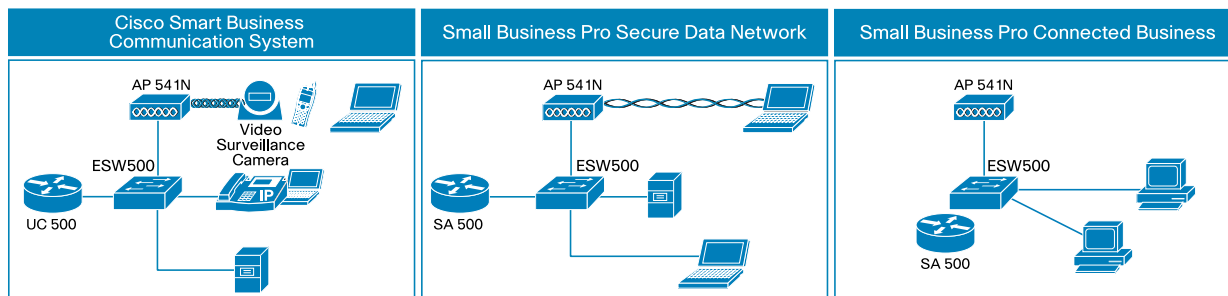 Cisco Smart Business
Communication System
AP 541N
Video
Surveillance
Camera
ESW500
IP
UC 500
Small Business Pro Secure Data Network
AP 541N
ESW500
SA 500
Small Business Pro Connected Business
AP 541N
ESW500
SA 500